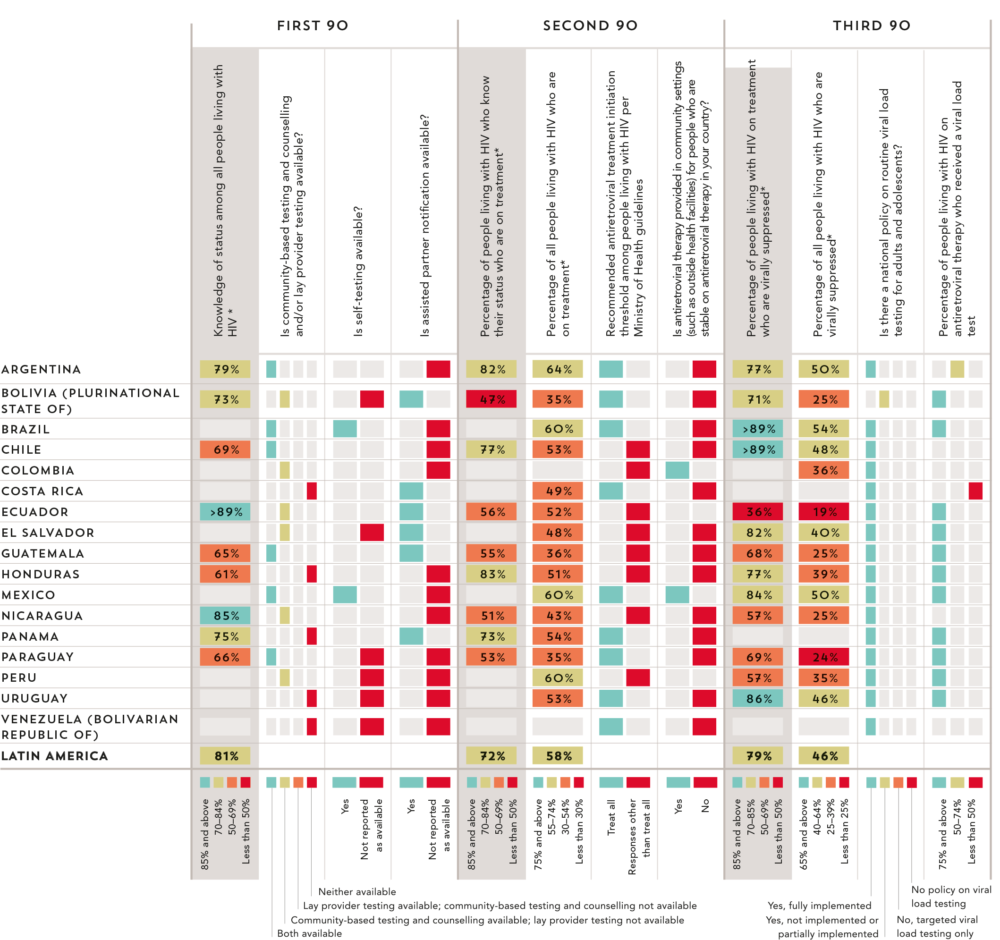 FIRST 90
SECOND 90
THIRD 90
Knowledge of status among all people living with
HIV *
Is community-based testing and counselling
and/or lay provider testing available?
Is self-testing available?
Is assisted partner notification available?
Percentage of people living with HIV who know
their status who are on treatment*
Percentage of all people living with HIV who are
on treatment*
Recommended antiretroviral treatment initiation
threshold among people living with HIV per
Ministry of Health guidelines
Is antiretroviral therapy provided in community settings
(such as outside health facilities) for people who are
stable on antiretroviral therapy in your country?
Percentage of people living with HIV on treatment
who are virally suppressed*
Percentage of all people living with HIV who are
virally suppressed*
Is there a national policy on routine viral load
testing for adults and adolescents?
Percentage of people living with HIV on
antiretroviral therapy who received a viral load
test
ARGENTINA 79% 82% 64% 77% 50%
BOLIVIA (PLURINATIONAL
STATE OF) 73% 47% 35% 71% 25%
BRAZIL 60% >89% 54%
CHILE 69% 77% 53% >89% 48%
COLOMBIA 36%
COSTA RICA 49%
ECUADOR >89% 56% 52% 36% 19%
EL SALVADOR 48% 82% 40%
GUATEMALA 65% 55% 36% 68% 25%
HONDURAS 61% 83% 51% 77% 39%
MEXICO 60% 84% 50%
NICARAGUA 85% 51% 43% 57% 25%
PANAMA 75% 73% 54%
PARAGUAY 66% 53% 35% 69% 24%
PERU 60% 57% 35%
URUGUAY 53% 86% 46%
VENEZUELA (BOLIVARIAN
REPUBLIC OF)
LATIN AMERICA 81% 72% 58% 79% 46%
85% and above
70–84%
50–69%
Less than 50%
Yes
Not reported
as available
Yes
Not reported
as available
85% and above
70–84%
50–69%
Less than 50%
75% and above
55–74%
30–54%
Less than 30%
Treat all
Responses other
than treat all
Yes
No
85% and above
70–85%
50–69%
Less than 50%
65% and above
40–64%
25–39%
Less than 25%
75% and above
50–74%
Less than 50%
Neither available
Lay provider testing available; community-based testing and counselling not available
Community-based testing and counselling available; lay provider testing not available
Both available
Yes, fully implemented
Yes, not implemented or
partially implemented
No policy on viral
load testing
No, targeted viral
load testing only